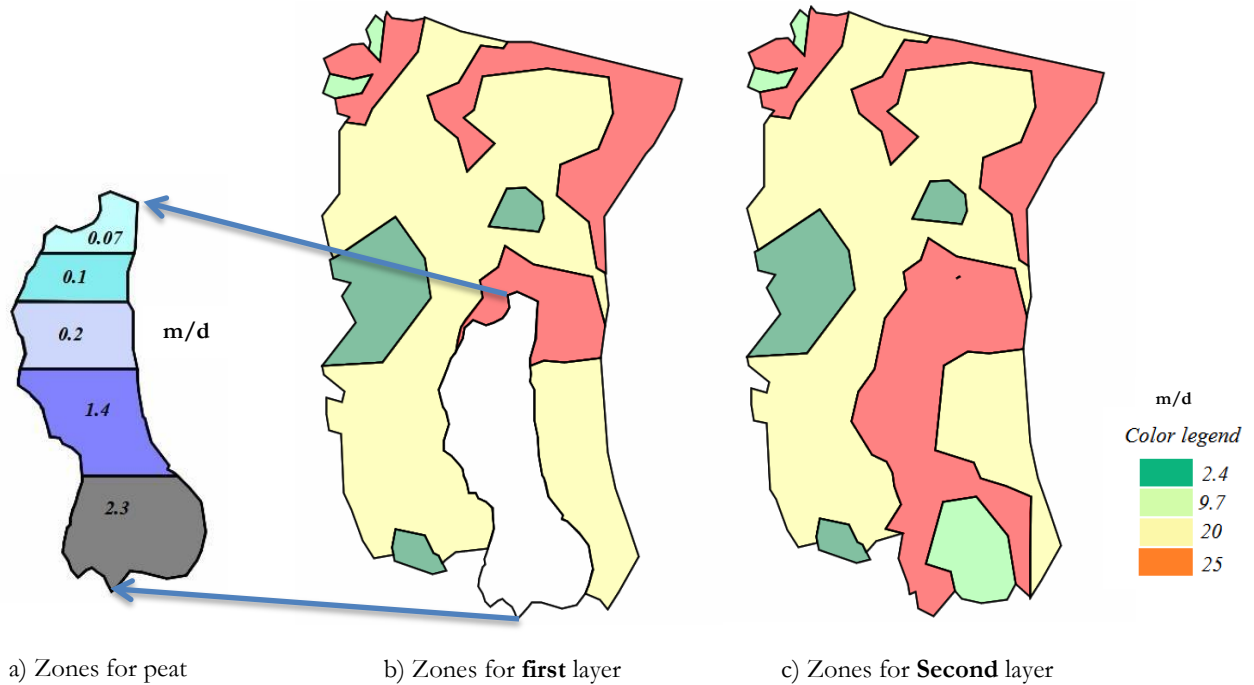 0.07
0.1
0.2
m/d
1.4
2.3
m/d
Color legend
2.4
9.7
20
25
a) Zones for peat
b) Zones for first layer
c) Zones for Second layer